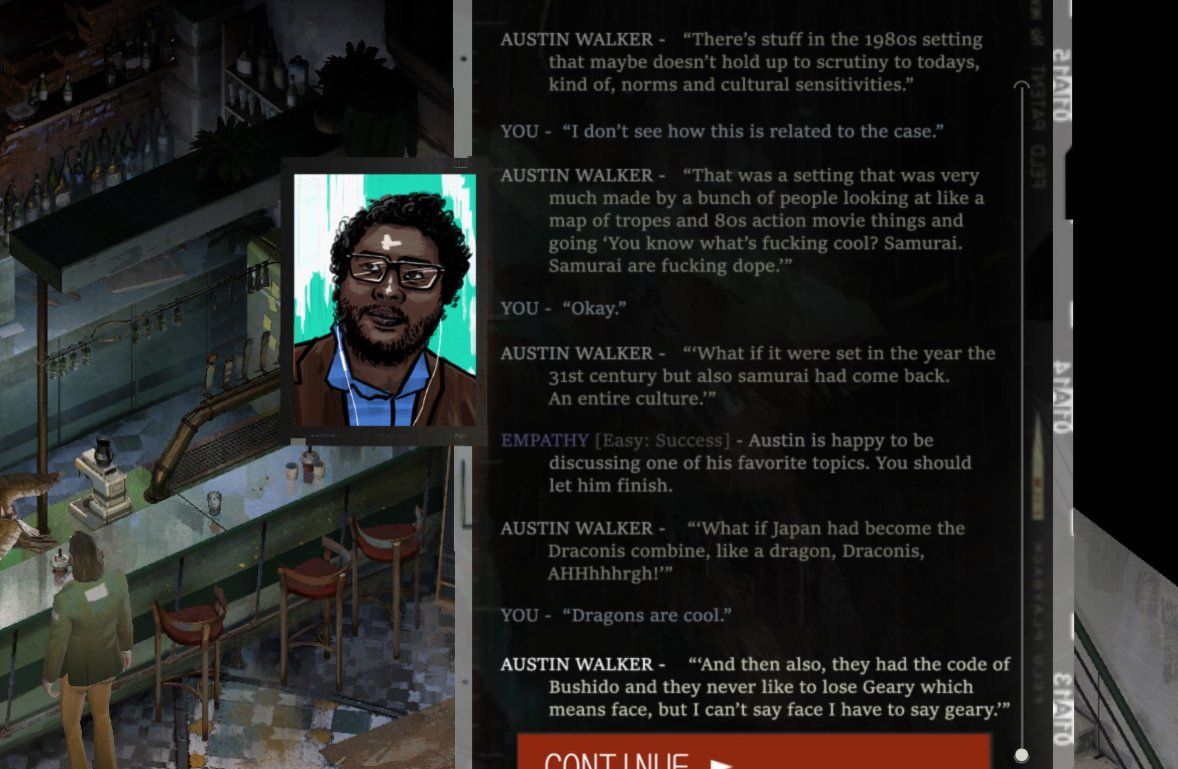 AUSTIN WALKER - “There’s stuff in the 1980s setting
that maybe doesn’t hold up to scrutiny to todays,
kind of, norms and cultural sensitivities.”
YOU - “I don’t see how this is related to the case.”
AUSTIN WALKER - “That was a setting that was very
much made by a bunch of people looking at like a
map of tropes and 80s action movie things and
going ‘You know what’s fucking cool? Samurai.
Samurai are fucking dope.’”
YOU - “Okay.”
AUSTIN WALKER - “‘What if it were set in the year the
31st century but also samurai had come back.
An entire culture.’”
EMPATHY [Easy: Success] - Austin is happy to be
discussing one of his favorite topics. You should
let him finish.
AUSTIN WALKER - “‘What if Japan had become the
Draconis combine, like a dragon, Draconis,
AHHhhhrgh!’”
YOU - “Dragons are cool.”
AUSTIN WALKER - “‘And then also, they had the code of
Bushido and they never like to lose Geary which
means face, but I can’t say face I have to say geary.’”
CONTINUE